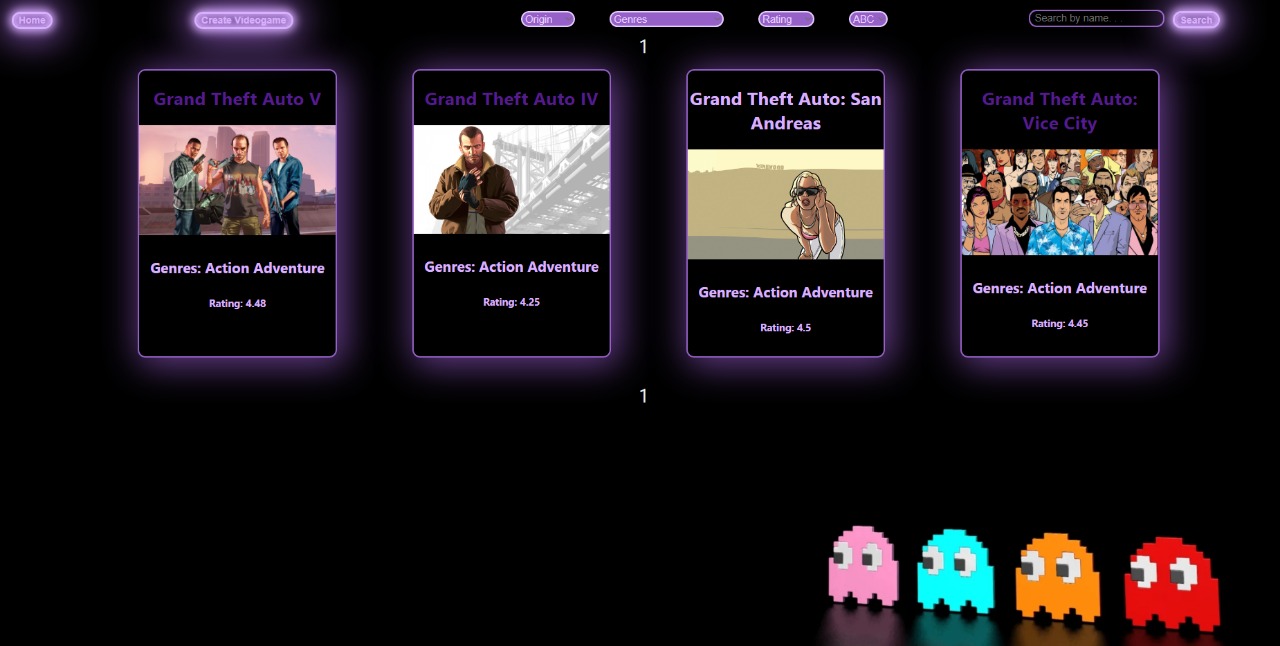 Home
Create Videogame
Origin
Genres
Rating
ABC
Search by name. . .
Search
1
Grand Theft Auto V
Genres: Action Adventure
Rating: 4.48
Grand Theft Auto IV
Genres: Action Adventure
Rating: 4.25
Grand Theft Auto: San
Andreas
Genres: Action Adventure
Rating: 4.5
Grand Theft Auto:
Vice City
Genres: Action Adventure
Rating: 4.45
1